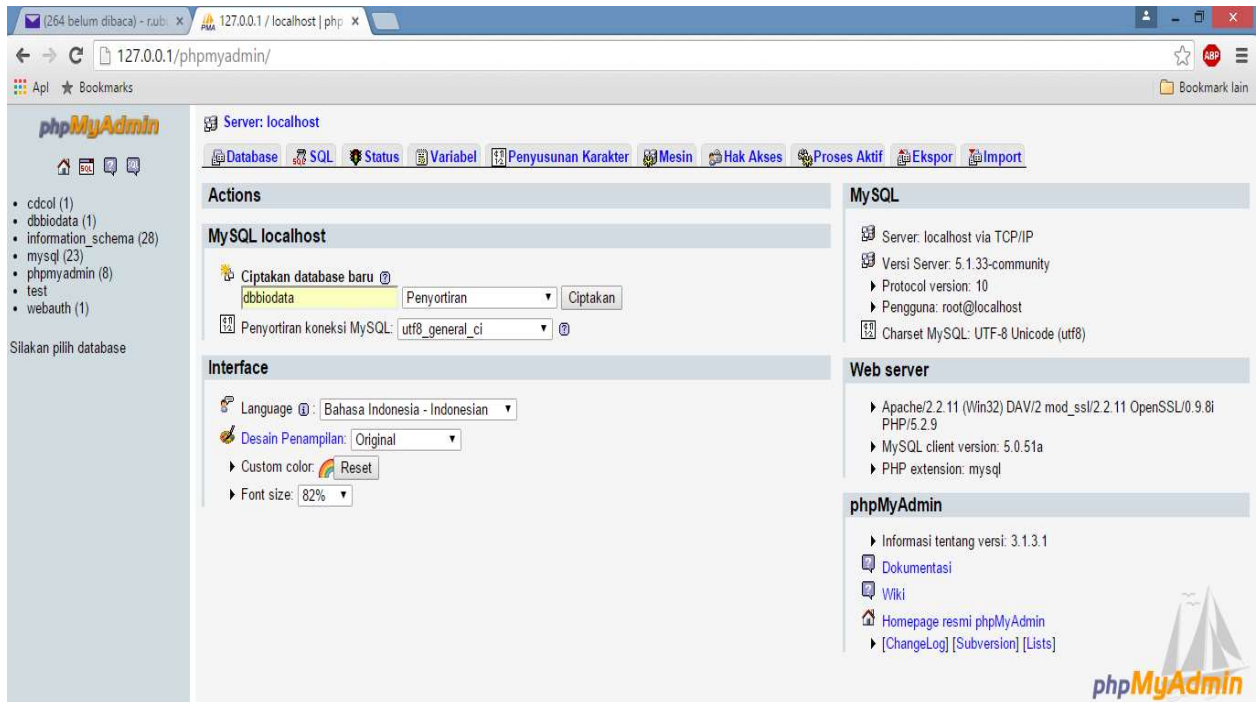 (264 belum dibaca) - r.ub
127.0.0.1 / localhost | php
127.0.0.1/phpmyadmin/
ABP
Apl Bookmarks Bookmark lain
phpMyAdmin
cdcol (1)
dbbiodata (1)
information_schema (28)
mysql (23)
phpmyadmin (8)
test
webauth (1)
Silakan pilih database
Server: localhost
Database SQL Status Variabel Penyusunan Karakter Mesin Hak Akses Proses Aktif Ekspor Import
Actions
MySQL localhost
Ciptakan database baru
dbbiodata Penyortiran Ciptakan
Penyortiran koneksi MySQL: utf8_general_ci
Interface
Language : Bahasa Indonesia - Indonesian
Desain Penampilan: Original
Custom color: Reset
Font size: 82%
MySQL
Server: localhost via TCP/IP
Versi Server: 5.1.33-community
Protocol version: 10
Pengguna: root@localhost
Charset MySQL: UTF-8 Unicode (utf8)
Web server
Apache/2.2.11 (Win32) DAV/2 mod_ssl/2.2.11 OpenSSL/0.9.8i
PHP/5.2.9
MySQL client version: 5.0.51a
PHP extension: mysql
phpMyAdmin
Informasi tentang versi: 3.1.3.1
Dokumentasi
Wiki
Homepage resmi phpMyAdmin
[ChangeLog] [Subversion] [Lists]
phpMyAdmin